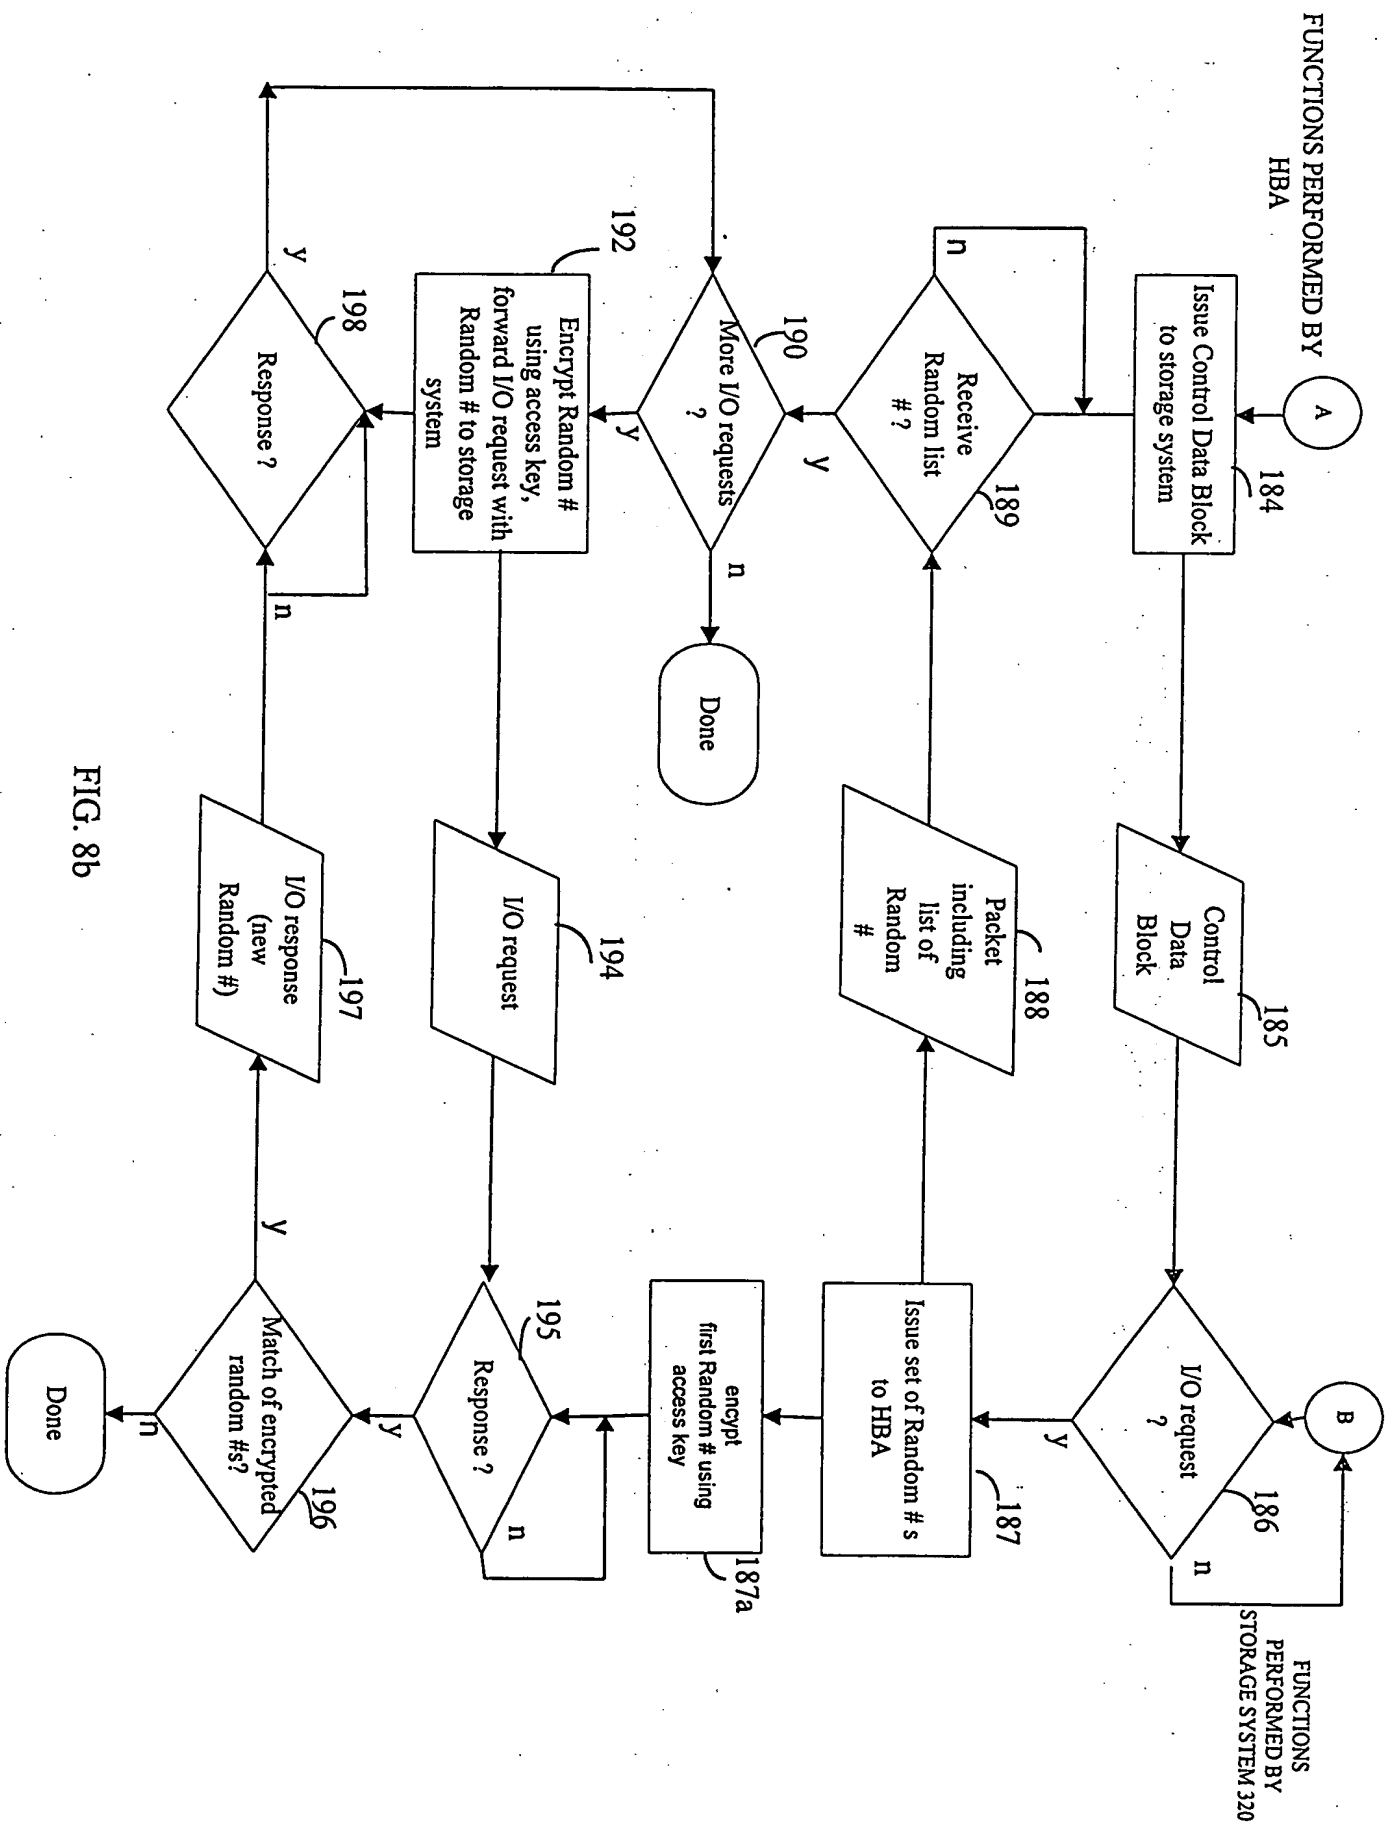 FUNCTIONS PERFORMED BY
HBA
A
184
Issue Control Data Block
to storage system
185
Control
Data
Block
B
I/O request
?
186
n
y
FUNCTIONS
PERFORMED BY
STORAGE SYSTEM 320
n
Receive
Random list
# ?
189
y
188
Packet
including
list of
Random
#
187
Issue set of Random # s
to HBA
187a
encypt
first Random # using
access key
190
More I/O requests
?
n
y
Done
192
Encrypt Random #
using access key,
forward I/O request with
Random # to storage
system
194
I/O request
195
Response ?
n
y
198
Response ?
y
n
197
I/O response
(new
Random #)
y
Match of encrypted
random #s?
196
n
Done
FIG. 8b